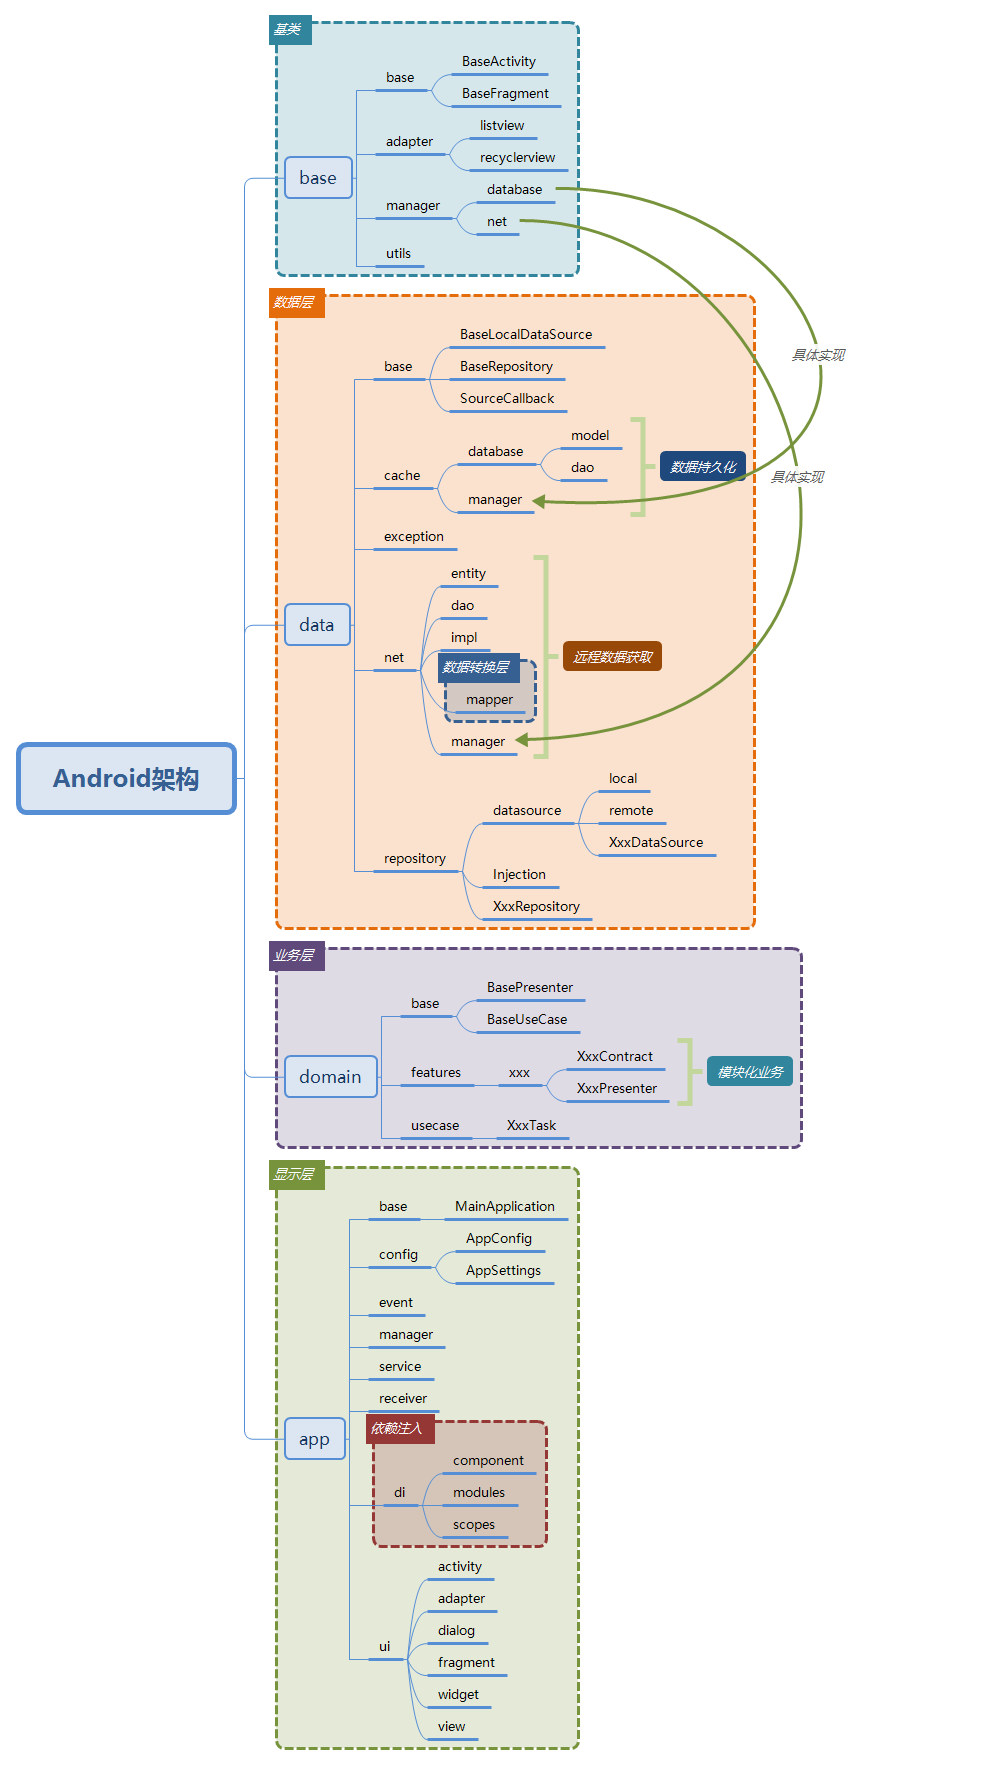 基类
base
base
BaseActivity
BaseFragment
adapter
listview
recyclerview
manager
database
net
utils
数据层
data
base
BaseLocalDataSource
BaseRepository
SourceCallback
cache
database
model
dao
manager
数据持久化
具体实现
具体实现
exception
net
entity
dao
impl
数据转换层
mapper
manager
远程数据获取
repository
datasource
local
remote
XxxDataSource
Injection
XxxRepository
Android架构
业务层
domain
base
BasePresenter
BaseUseCase
features
xxx
XxxContract
XxxPresenter
模块化业务
usecase
XxxTask
显示层
app
base
MainApplication
config
AppConfig
AppSettings
event
manager
service
receiver
依赖注入
di
component
modules
scopes
ui
activity
adapter
dialog
fragment
widget
view